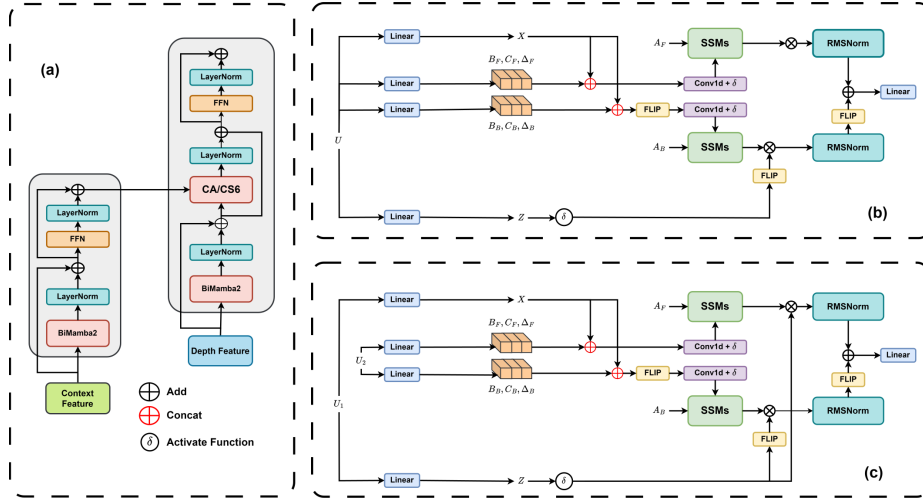 (a)
LayerNorm
FFN
LayerNorm
CA/CS6
LayerNorm
BiMamba2
Depth Feature
LayerNorm
FFN
LayerNorm
BiMamba2
Context
Feature
Add
Concat
δ Activate Function
(b)
U
Linear
X
Linear
B_F, C_F, Δ_F
Linear
B_B, C_B, Δ_B
FLIP
Conv1d + δ
Conv1d + δ
A_F
SSMs
A_B
SSMs
FLIP
RMSNorm
FLIP
RMSNorm
Linear
Linear
Z
δ
(c)
U_1
U_2
Linear
X
Linear
B_F, C_F, Δ_F
Linear
B_B, C_B, Δ_B
FLIP
Conv1d + δ
Conv1d + δ
A_F
SSMs
A_B
SSMs
FLIP
RMSNorm
FLIP
RMSNorm
Linear
Linear
Z
δ